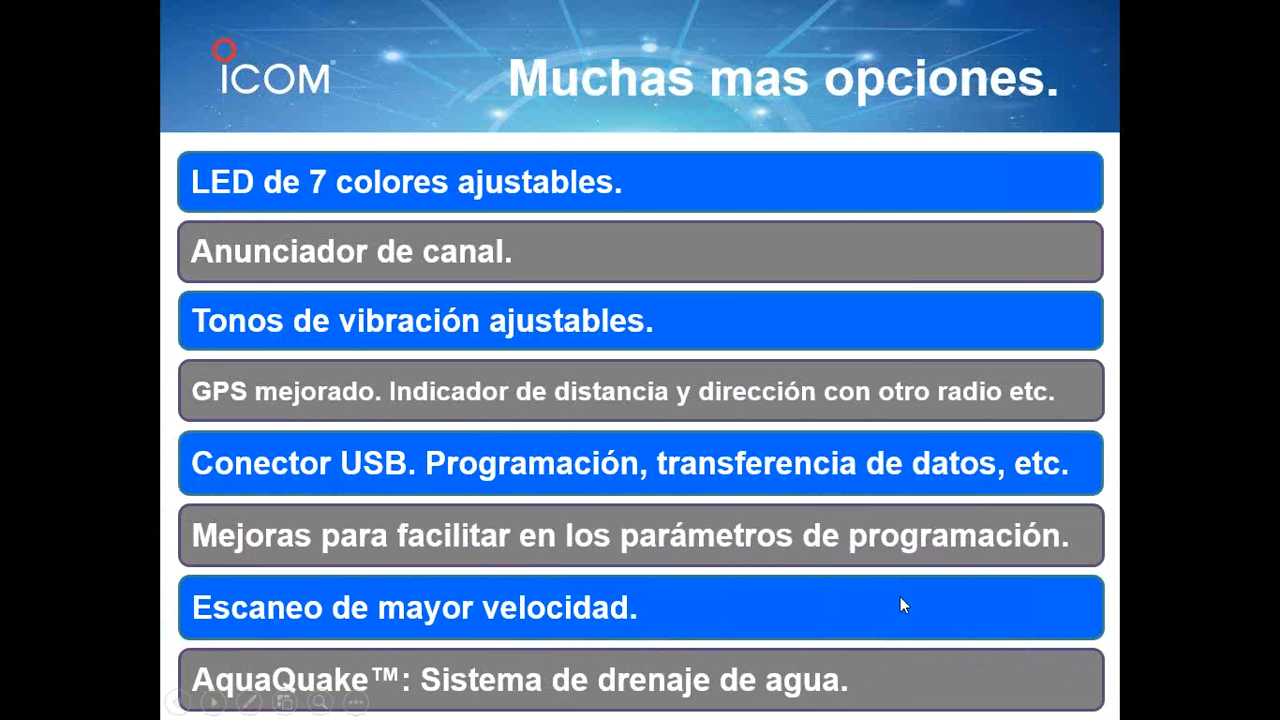 ICOM
Muchas mas opciones.
LED de 7 colores ajustables.
Anunciador de canal.
Tonos de vibración ajustables.
GPS mejorado. Indicador de distancia y dirección con otro radio etc.
Conector USB. Programación, transferencia de datos, etc.
Mejoras para facilitar en los parámetros de programación.
Escaneo de mayor velocidad.
AquaQuake™: Sistema de drenaje de agua.